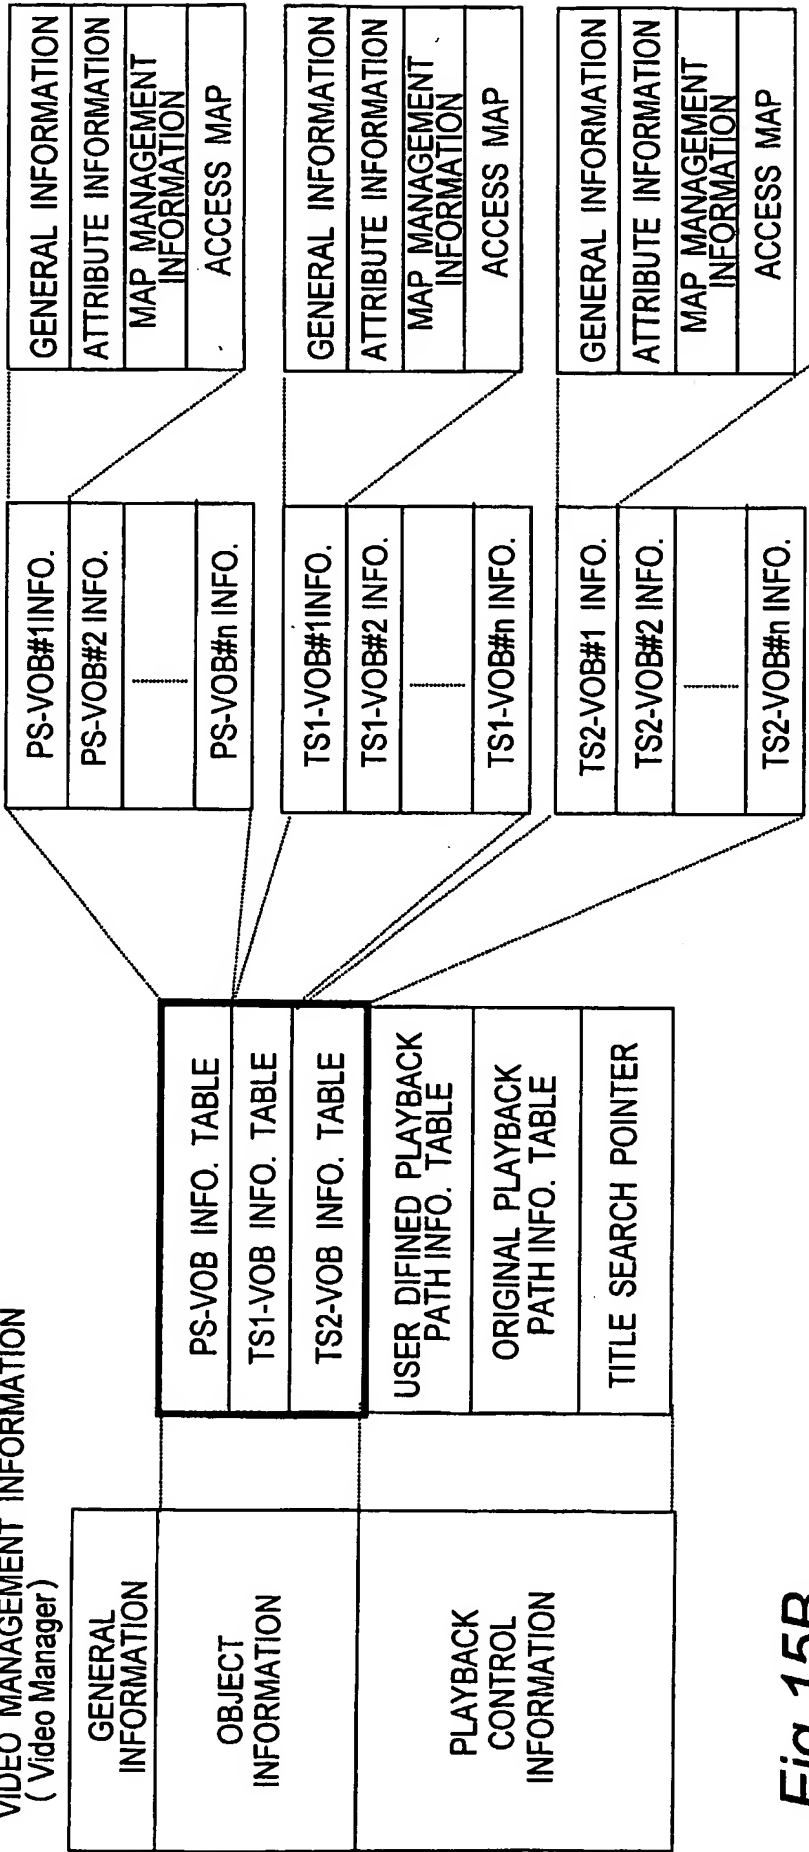 VIDEO MANAGEMENT INFORMATION
( Video Manager )
GENERAL
INFORMATION
OBJECT
INFORMATION
PLAYBACK
CONTROL
INFORMATION
PS-VOB INFO. TABLE
TS1-VOB INFO. TABLE
TS2-VOB INFO. TABLE
USER DIFINED PLAYBACK
PATH INFO. TABLE
ORIGINAL PLAYBACK
PATH INFO. TABLE
TITLE SEARCH POINTER
PS-VOB#1INFO.
PS-VOB#2 INFO.
PS-VOB#n INFO.
TS1-VOB#1INFO.
TS1-VOB#2 INFO.
TS1-VOB#n INFO.
TS2-VOB#1 INFO.
TS2-VOB#2 INFO.
TS2-VOB#n INFO.
GENERAL INFORMATION
ATTRIBUTE INFORMATION
MAP MANAGEMENT
INFORMATION
ACCESS MAP
GENERAL INFORMATION
ATTRIBUTE INFORMATION
MAP MANAGEMENT
INFORMATION
ACCESS MAP
GENERAL INFORMATION
ATTRIBUTE INFORMATION
MAP MANAGEMENT
INFORMATION
ACCESS MAP
Fig.15B